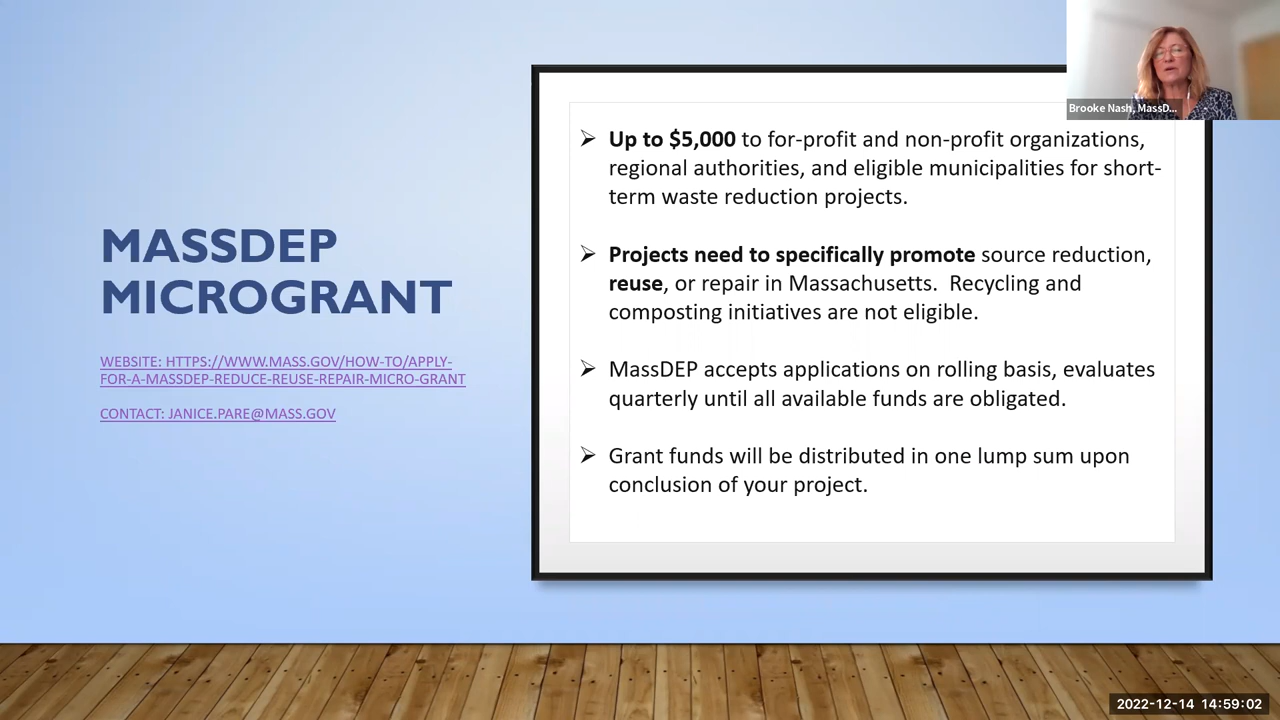 MASSDEP
MICROGRANT
WEBSITE: HTTPS://WWW.MASS.GOV/HOW-TO/APPLY-
FOR-A-MASSDEP-REDUCE-REUSE-REPAIR-MICRO-GRANT
CONTACT: JANICE.PARE@MASS.GOV
Up to $5,000 to for-profit and non-profit organizations,
regional authorities, and eligible municipalities for short-
term waste reduction projects.
Projects need to specifically promote source reduction,
reuse, or repair in Massachusetts.  Recycling and
composting initiatives are not eligible.
MassDEP accepts applications on rolling basis, evaluates
quarterly until all available funds are obligated.
Grant funds will be distributed in one lump sum upon
conclusion of your project.
Brooke Nash, MassD...
2022-12-14 14:59:02